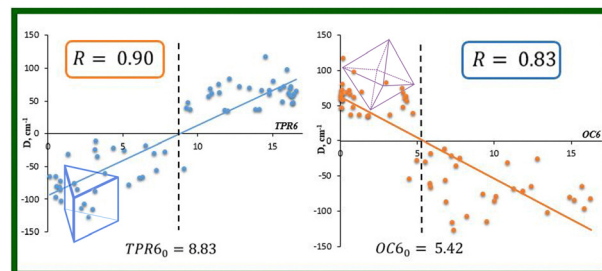 R = 0.90
D, cm⁻¹
150
100
50
0
-50
-100
-150
0
5
10
15
TPR6
TPR6₀ = 8.83
R = 0.83
D, cm⁻¹
150
100
50
0
-50
-100
-150
0
5
10
15
OC6
OC6₀ = 5.42